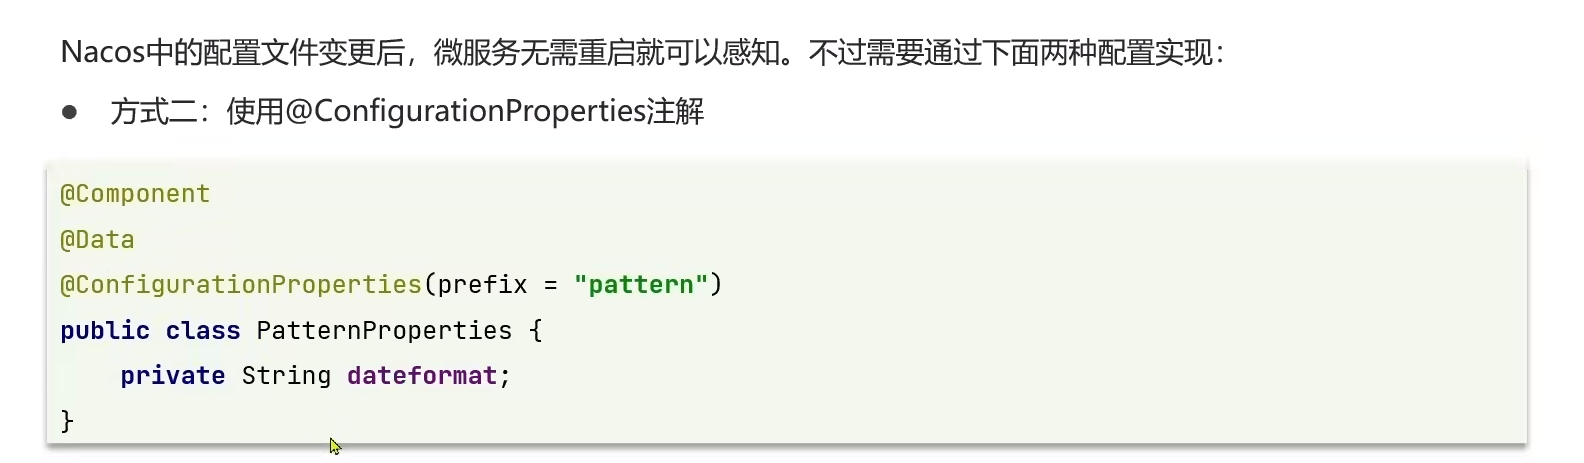 Nacos中的配置文件变更后，微服务无需重启就可以感知。不过需要通过下面两种配置实现：
● 方式二：使用@ConfigurationProperties注解
@Component
@Data
@ConfigurationProperties(prefix = "pattern")
public class PatternProperties {
    private String dateformat;
}